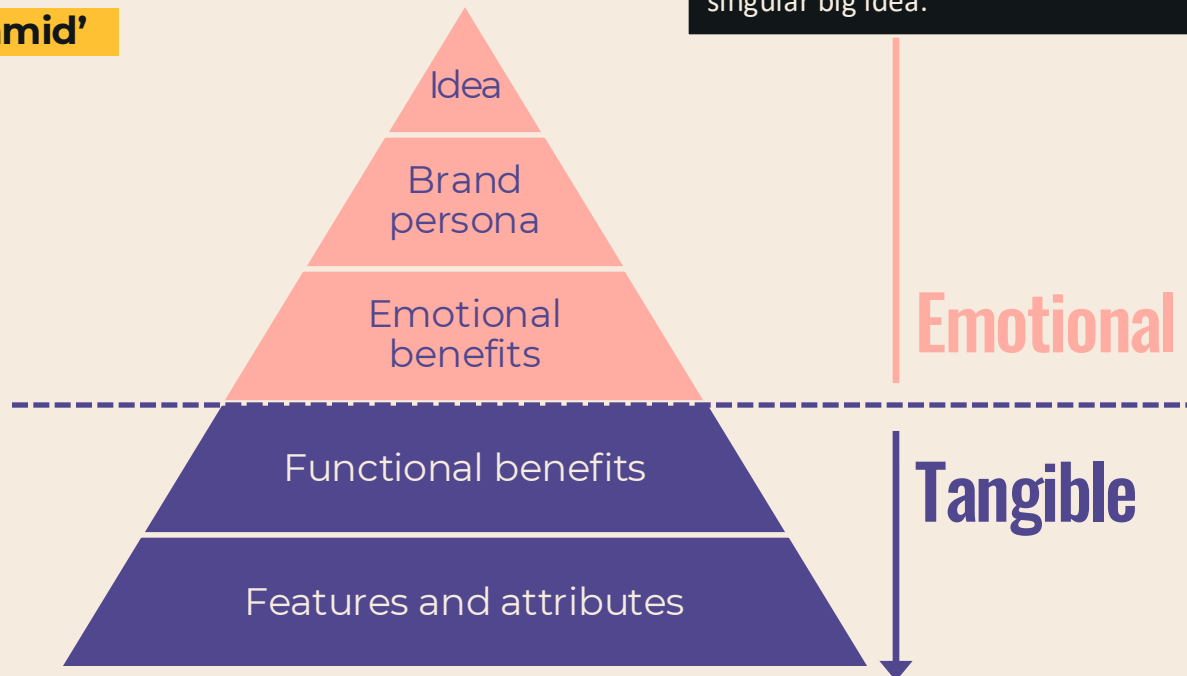 amid’
singular big idea.
Idea
Brand
persona
Emotional
benefits
Emotional
Functional benefits
Tangible
Features and attributes